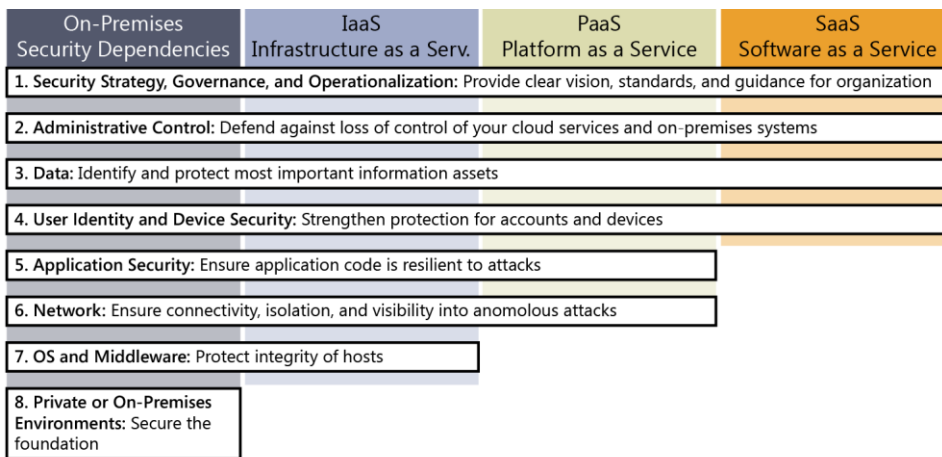 On-Premises
Security Dependencies
IaaS
Infrastructure as a Serv.
PaaS
Platform as a Service
SaaS
Software as a Service
1. Security Strategy, Governance, and Operationalization: Provide clear vision, standards, and guidance for organization
2. Administrative Control: Defend against loss of control of your cloud services and on-premises systems
3. Data: Identify and protect most important information assets
4. User Identity and Device Security: Strengthen protection for accounts and devices
5. Application Security: Ensure application code is resilient to attacks
6. Network: Ensure connectivity, isolation, and visibility into anomolous attacks
7. OS and Middleware: Protect integrity of hosts
8. Private or On-Premises
Environments: Secure the
foundation